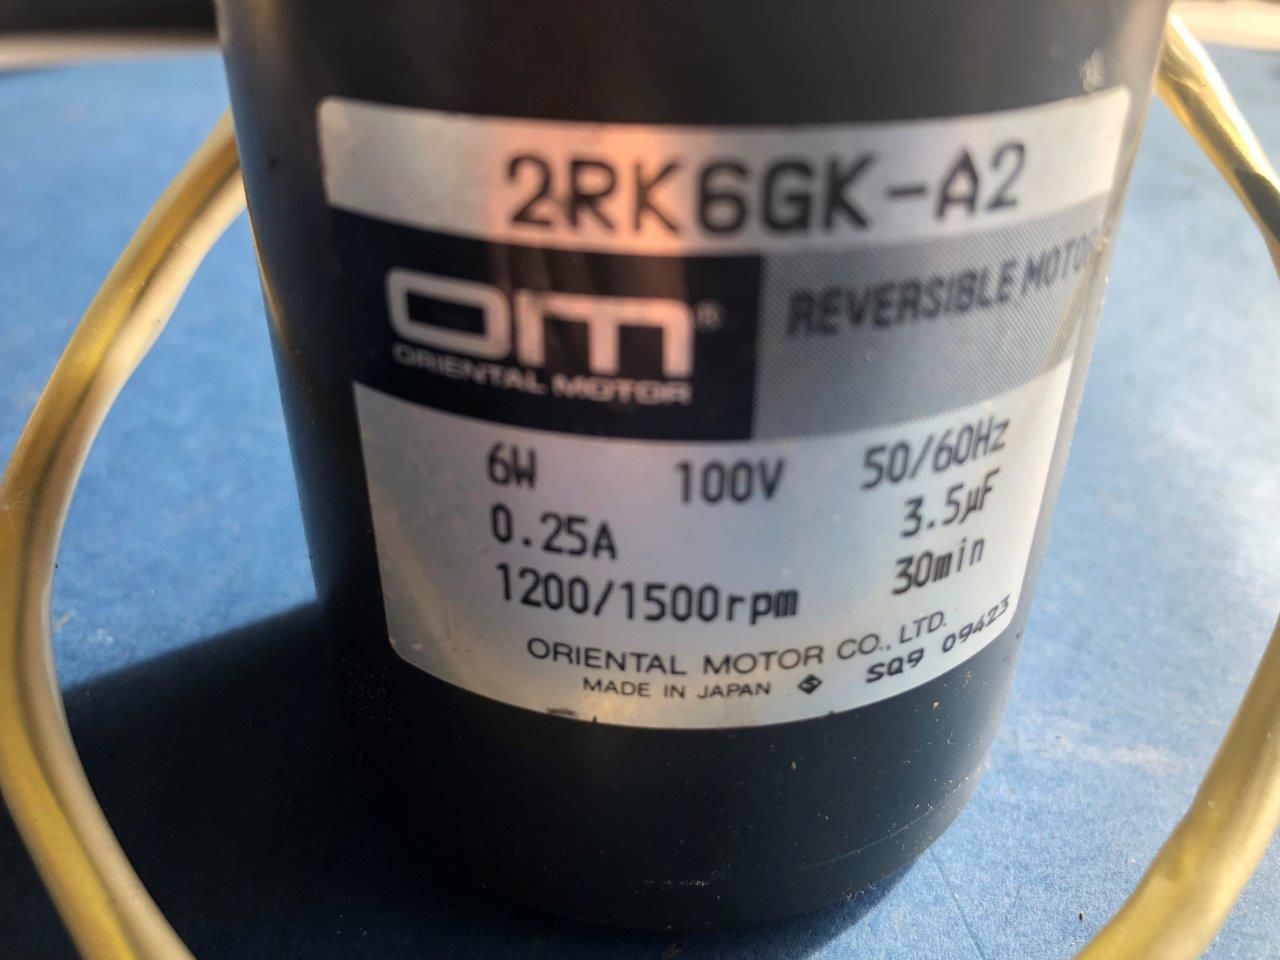 2RK6GK-A2
om®
ORIENTAL MOTOR
REVERSIBLE MOTOR
6W 100V 50/60Hz
0.25A 3.5µF
1200/1500rpm 30min
ORIENTAL MOTOR CO., LTD.
MADE IN JAPAN SQ9 09423